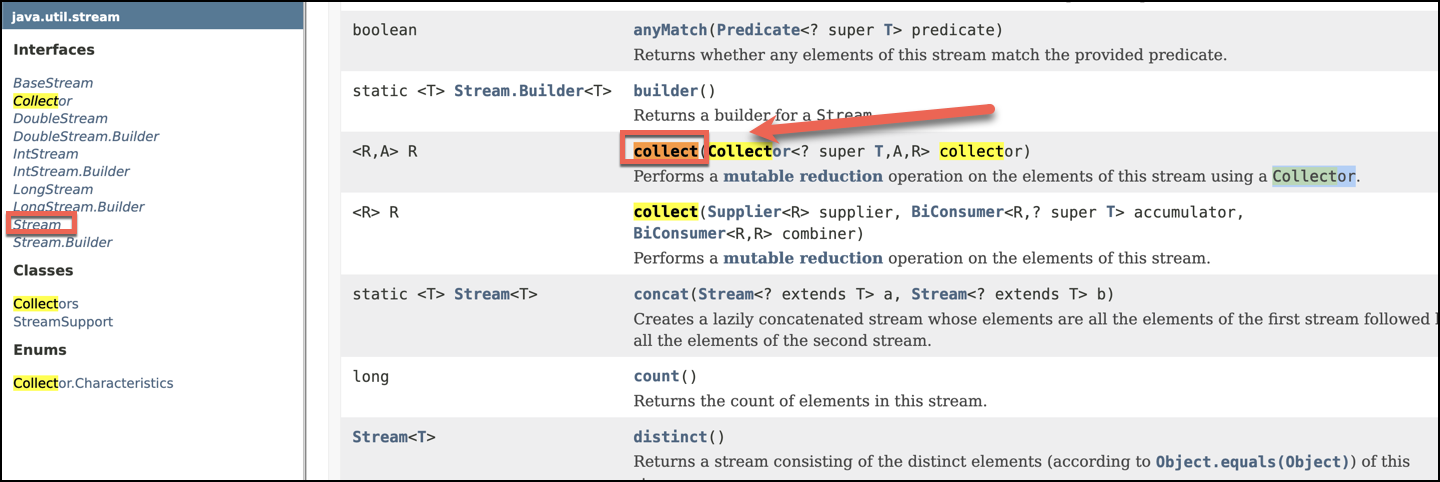 java.util.stream
Interfaces
BaseStream
Collector
DoubleStream
DoubleStream.Builder
IntStream
IntStream.Builder
LongStream
LongStream.Builder
Stream
Stream.Builder
Classes
Collectors
StreamSupport
Enums
Collector.Characteristics
boolean
anyMatch(Predicate<? super T> predicate)
Returns whether any elements of this stream match the provided predicate.
static <T> Stream.Builder<T>
builder()
Returns a builder for a Stream.
<R,A> R
collect(Collector<? super T,A,R> collector)
Performs a mutable reduction operation on the elements of this stream using a Collector.
<R> R
collect(Supplier<R> supplier, BiConsumer<R,? super T> accumulator,
BiConsumer<R,R> combiner)
Performs a mutable reduction operation on the elements of this stream.
static <T> Stream<T>
concat(Stream<? extends T> a, Stream<? extends T> b)
Creates a lazily concatenated stream whose elements are all the elements of the first stream followed
all the elements of the second stream.
long
count()
Returns the count of elements in this stream.
Stream<T>
distinct()
Returns a stream consisting of the distinct elements (according to Object.equals(Object)) of this